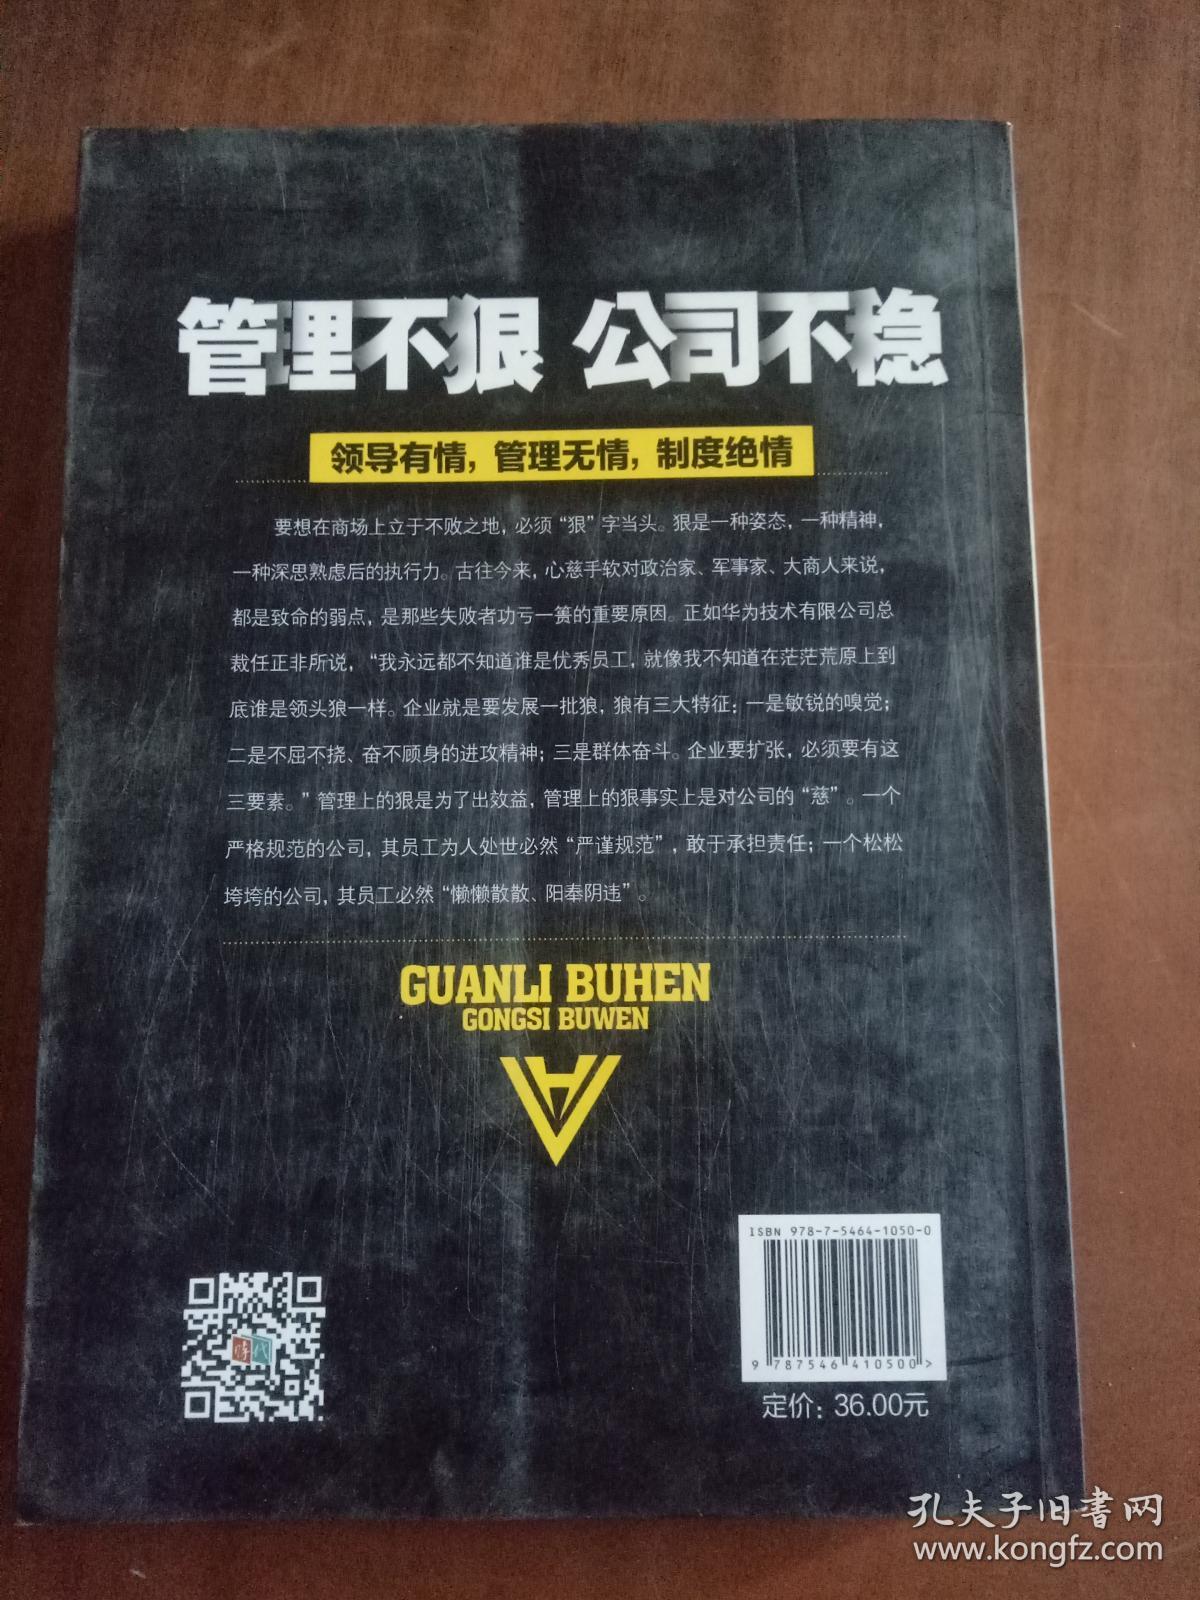 管理不狠 公司不稳
领导有情，管理无情，制度绝情
要想在商场上立于不败之地，必须“狠”字当头。狠是一种姿态，一种精神，
一种深思熟虑后的执行力。古往今来，心慈手软对政治家、军事家、大商人来说，
都是致命的弱点，是那些失败者功亏一篑的重要原因。正如华为技术有限公司总
裁任正非所说，“我永远都不知道谁是优秀员工，就像我不知道在茫茫荒原上到
底谁是领头狼一样。企业就是要发展一批狼，狼有三大特征：一是敏锐的嗅觉；
二是不屈不挠、奋不顾身的进攻精神；三是群体奋斗。企业要扩张，必须要有这
三要素。”管理上的狠是为了出效益，管理上的狠事实上是对公司的“慈”。一个
严格规范的公司，其员工为人处世必然“严谨规范”，敢于承担责任；一个松松
垮垮的公司，其员工必然“懒懒散散、阳奉阴违”。
GUANLI BUHEN
GONGSI BUWEN
ISBN 978-7-5464-1050-0
9 787546 410500>
時代
定价：36.00元
孔夫子旧书网
www.kongfz.com